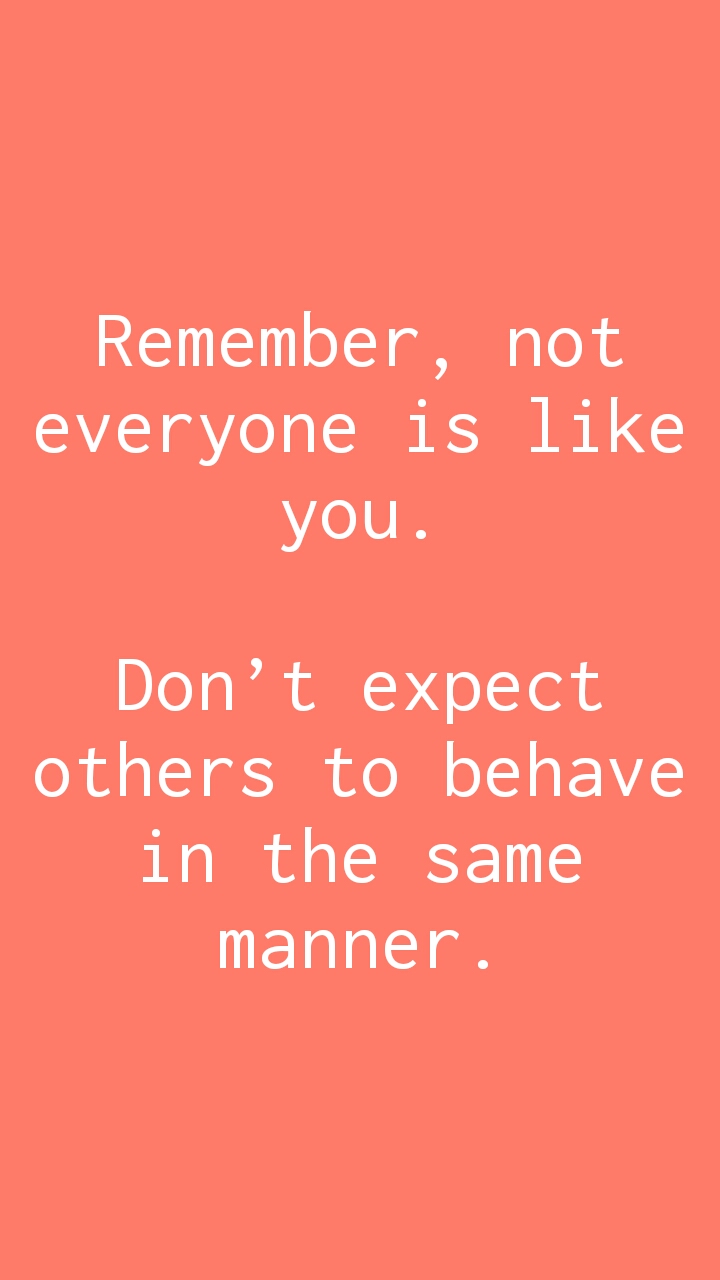 Remember, not
everyone is like
you.
Don’t expect
others to behave
in the same
manner.